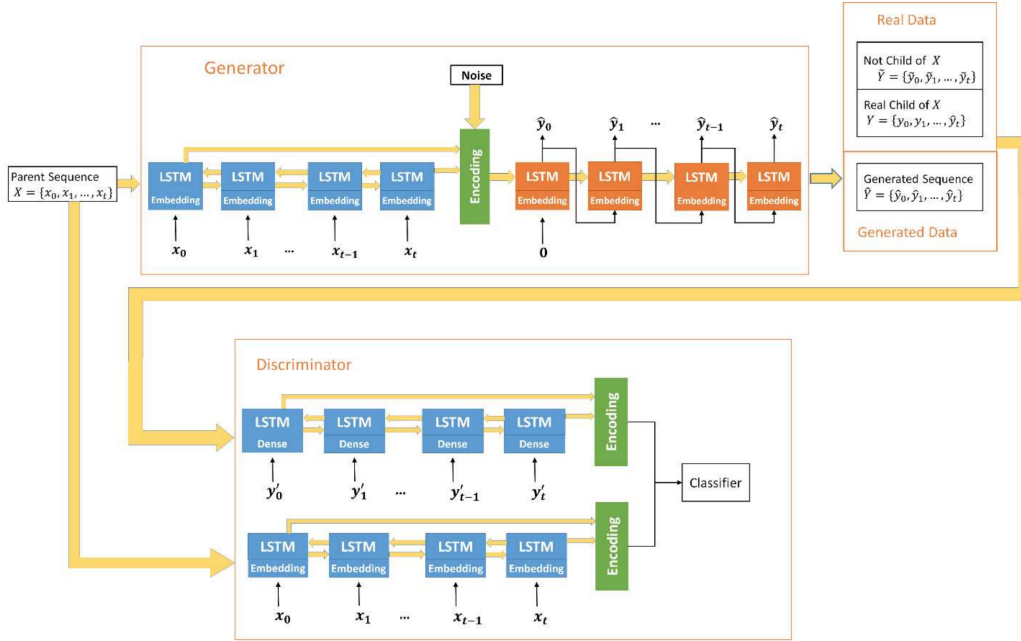 Real Data
Not Child of X
Ỹ = {ỹ₀, ỹ₁, ..., ỹₜ}
Real Child of X
Y = {y₀, y₁, ..., ŷₜ}
Generated Sequence
Ŷ = {ŷ₀, ŷ₁, ..., ŷₜ}
Generated Data
Generator
Noise
Parent Sequence
X = {x₀, x₁, ..., xₜ}
LSTM LSTM LSTM LSTM
Embedding Embedding Embedding Embedding
x₀ x₁ ... xₜ₋₁ xₜ
Encoding
ŷ₀ ŷ₁ ... ŷₜ₋₁ ŷₜ
LSTM LSTM LSTM LSTM
Embedding Embedding Embedding Embedding
0
Discriminator
LSTM LSTM LSTM LSTM
Dense Dense Dense Dense
y′₀ y′₁ ... y′ₜ₋₁ y′ₜ
Encoding
LSTM LSTM LSTM LSTM
Embedding Embedding Embedding Embedding
x₀ x₁ ... xₜ₋₁ xₜ
Encoding
Classifier